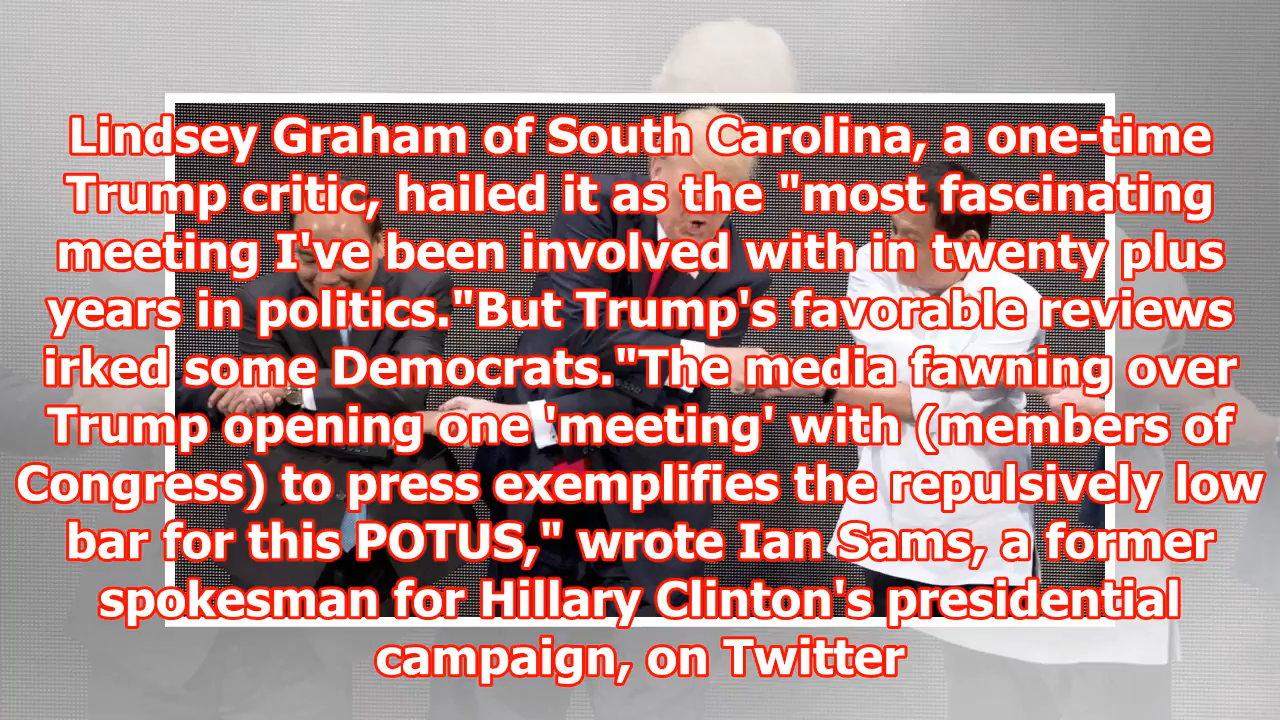 Lindsey Graham of South Carolina, a one-time
Trump critic, hailed it as the "most fascinating
meeting I've been involved with in twenty plus
years in politics."But Trump's favorable reviews
irked some Democrats."The media fawning over
Trump opening one 'meeting' with (members of
Congress) to press exemplifies the repulsively low
bar for this POTUS," wrote Ian Sams, a former
spokesman for Hillary Clinton's presidential
campaign, on Twitter